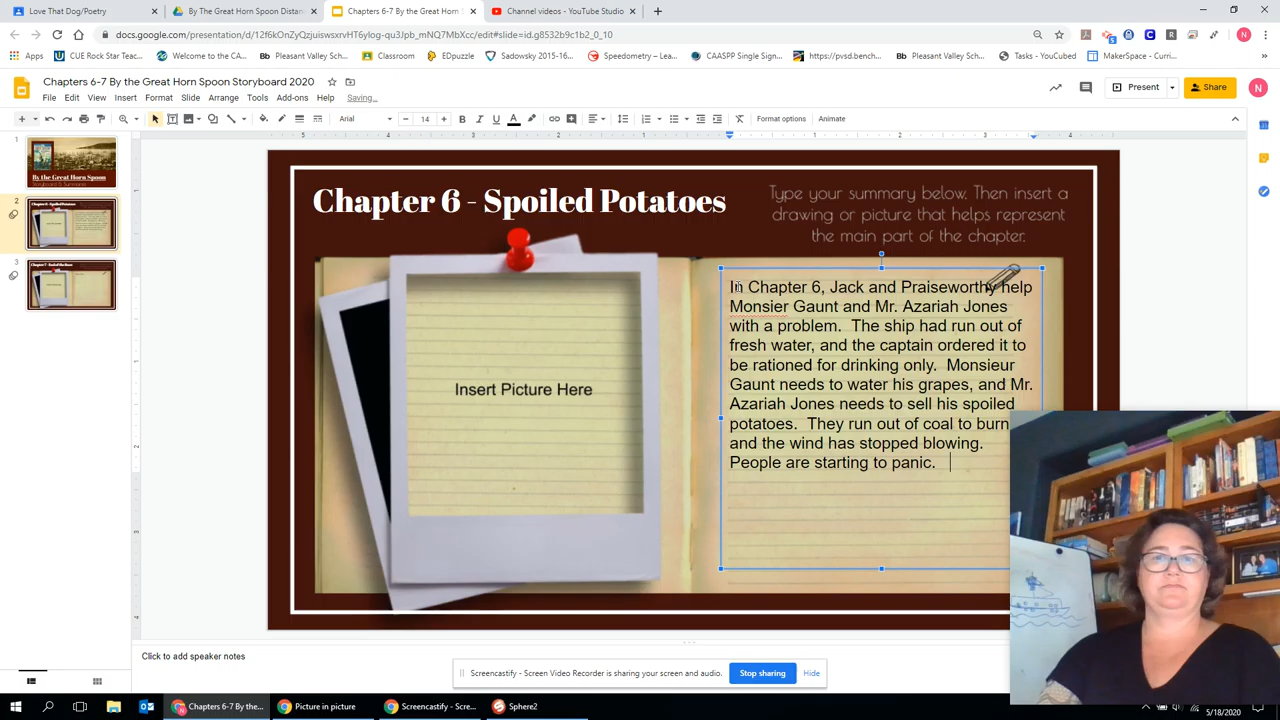 Love That Dog/Poetry
By The Great Horn Spoon Distan
Chapters 6-7 By the Great Horn S
Channel videos - YouTube Studio
docs.google.com/presentation/d/12f6kOnZyQzjuiswsxrvHT6ylog-qu3Jpb_mNQ7MbXcc/edit#slide=id.g8532b9c1b2_0_10
Apps
CUE Rock Star Teac...
Welcome to the CA...
Pleasant Valley Sch...
Classroom
EDpuzzle
Sadowsky 2015-16...
Speedometry – Lea...
CAASPP Single Sign...
https://pvsd.bench...
Pleasant Valley Sch...
Tasks - YouCubed
MakerSpace - Curri...
Chapters 6-7 By the Great Horn Spoon Storyboard 2020
File Edit View Insert Format Slide Arrange Tools Add-ons Help Saving...
Present
Share
N
Arial
14
Format options
Animate
1
By the Great Horn Spoon
Storyboard & Summaries
2
3
Chapter 6 - Spoiled Potatoes
Type your summary below. Then insert a
drawing or picture that helps represent
the main part of the chapter.
Insert Picture Here
In Chapter 6, Jack and Praiseworthy help
Monsier Gaunt and Mr. Azariah Jones
with a problem. The ship had run out of
fresh water, and the captain ordered it to
be rationed for drinking only. Monsieur
Gaunt needs to water his grapes, and Mr.
Azariah Jones needs to sell his spoiled
potatoes. They run out of coal to burn
and the wind has stopped blowing.
People are starting to panic.
Click to add speaker notes
Screencastify - Screen Video Recorder is sharing your screen and audio.
Stop sharing
Hide
Chapters 6-7 By the...
Picture in picture
Screencastify - Scre...
Sphero2
5/18/2020